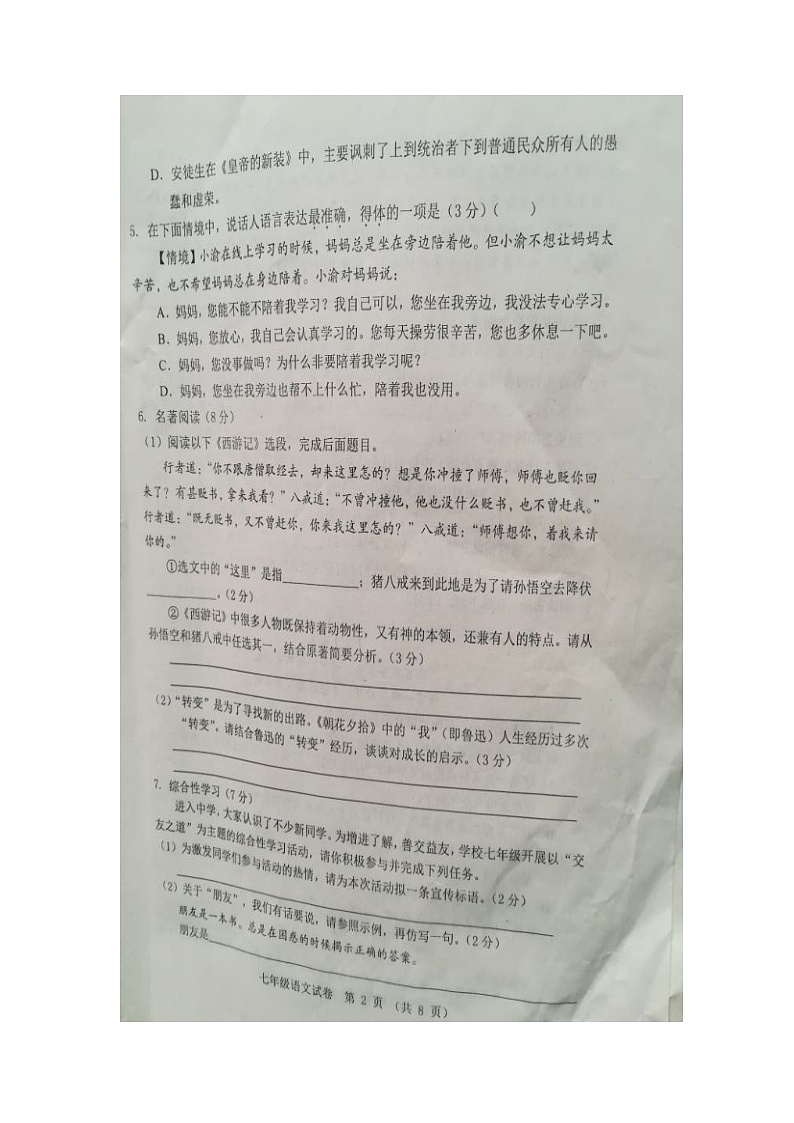 D. 安徒生在《皇帝的新装》中，主要讽刺了上到统治者下到普通民众所有人的愚
蠢和虚荣。
5. 在下面情境中，说话人语言表达最准确，得体的一项是（3分）（ ）
【情境】小渝在线上学习的时候，妈妈总是坐在旁边陪着他。但小渝不想让妈妈太
辛苦，也不希望妈妈总在身边陪着。小渝对妈妈说：
A. 妈妈，您能不能不陪着我学习？我自己可以，您坐在我旁边，我没法专心学习。
B. 妈妈，您放心，我自己会认真学习的。您每天操劳很辛苦，您也多休息一下吧。
C. 妈妈，您没事做吗？为什么非要陪着我学习呢？
D. 妈妈，您坐在我旁边也帮不上什么忙，陪着我也没用。
6. 名著阅读（8分）
（1）阅读以下《西游记》选段，完成后面题目。
行者道：“你不跟唐僧取经去，却来这里怎的？想是你冲撞了师傅，师傅也贬你回
来了？有甚贬书，拿来我看？”八戒道：“不曾冲撞他，他也没什么贬书，也不曾赶我。”
行者道：“既无贬书，又不曾赶你，你来我这里怎的？”八戒道：“师傅想你，着我来请
你的。”
①选文中的“这里”是指____________；猪八戒来到此地是为了请孙悟空去降伏
____________。（2分）
②《西游记》中很多人物既保持着动物性，又有神的本领，还兼有人的特点。请从
孙悟空和猪八戒中任选其一，结合原著简要分析。（3分）
（2）“转变”是为了寻找新的出路。《朝花夕拾》中的“我”（即鲁迅）人生经历过多次
“转变”，请结合鲁迅的“转变”经历，谈谈对成长的启示。（3分）
7. 综合性学习（7分）
进入中学，大家认识了不少新同学。为增进了解，善交益友，学校七年级开展以“交
友之道”为主题的综合性学习活动，请你积极参与并完成下列任务。
（1）为激发同学们参与活动的热情，请为本次活动拟一条宣传标语。（2分）
（2）关于“朋友”，我们有话要说，请参照示例，再仿写一句。（2分）
朋友是一本书。总是在困惑的时候揭示正确的答案。
朋友是____________
七年级语文试卷 第 2 页 （共 8 页）